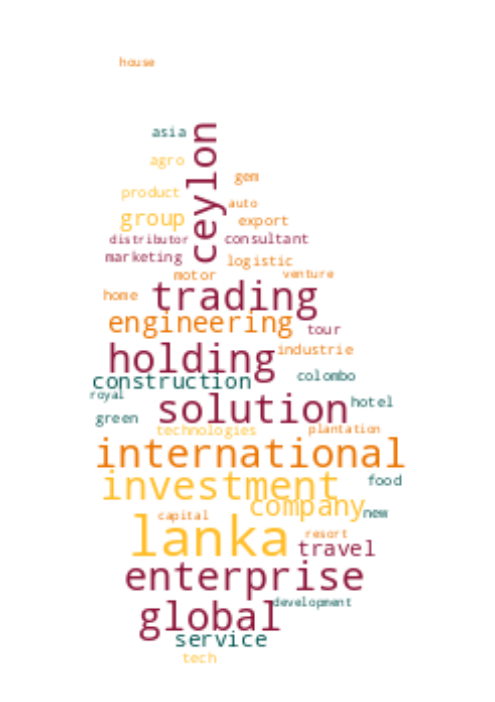 house
asia
ceylon
agro
gem
product
auto
group
export
distributor
consultant
marketing
logistic
motor
venture
home
trading
engineering
tour
holding
industrie
construction
colombo
royal
solution
hotel
green
technologies
plantation
international
investment
food
company
new
capital
lanka
resort
travel
enterprise
development
global
service
tech